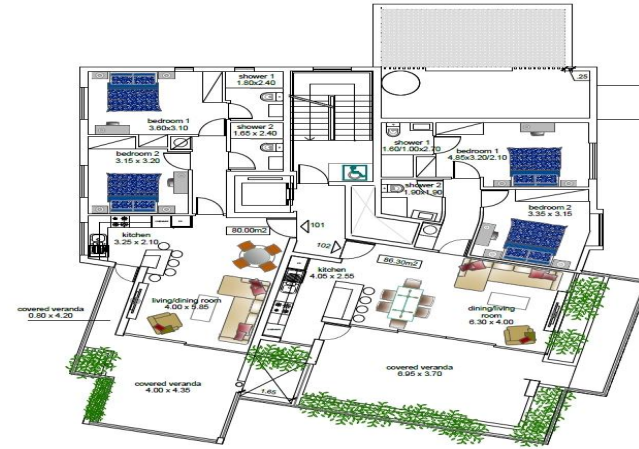 shower 1
1.80x2.40
bedroom 1
3.60x3.10
shower 2
1.65 x 2.40
bedroom 2
3.15 x 3.20
kitchen
3.25 x 2.10
80.00m2
101
102
living/dining room
4.00 x 5.85
covered veranda
0.80 x 4.20
covered veranda
4.00 x 4.35
1.65
.25
shower 1
1.60/1.00x2.70
bedroom 1
4.85x3.20/2.10
shower 2
1.90x1.90
bedroom 2
3.35 x 3.15
kitchen
4.05 x 2.55
86.30m2
dining/living
room
6.30 x 4.00
covered veranda
6.95 x 3.70